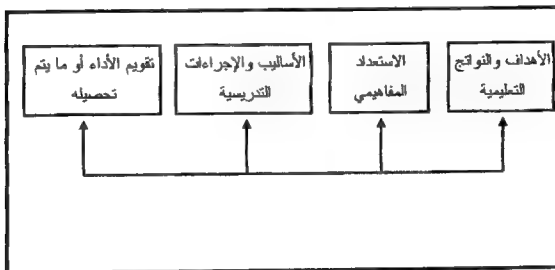 الأهداف والنواتج
التعليمية
الاستعداد
المفاهيمي
الأساليب والإجراءات
التدريسية
تقويم الأداء أو ما يتم
تحصيله